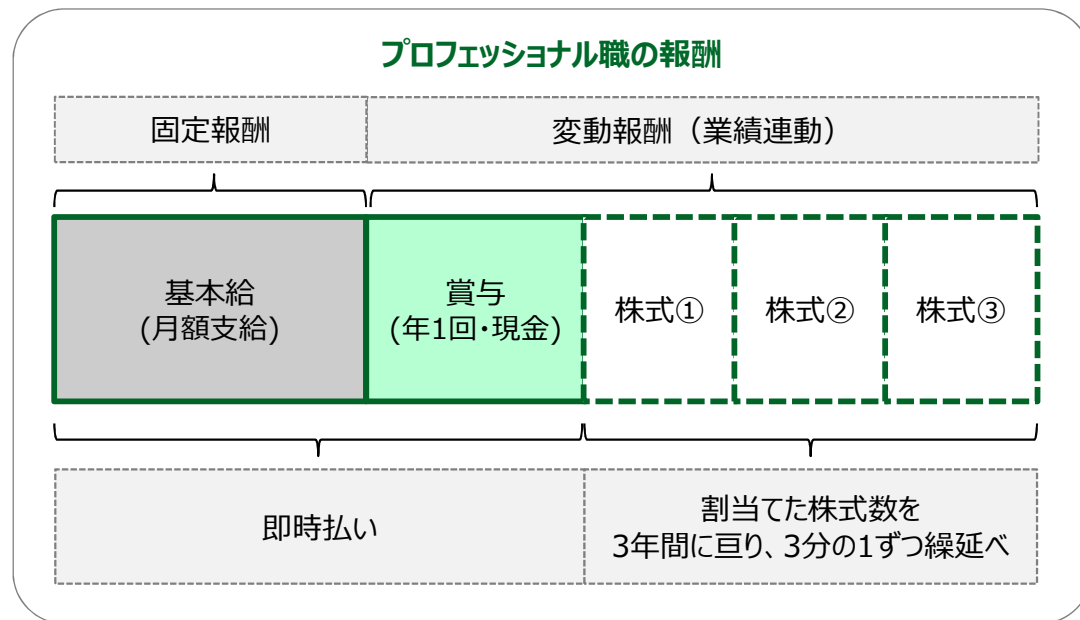 プロフェッショナル職の報酬
固定報酬
変動報酬（業績連動）
基本給
(月額支給)
賞与
(年1回・現金)
株式①
株式②
株式③
即時払い
割当てた株式数を
3年間に亘り、3分の1ずつ繰延べ